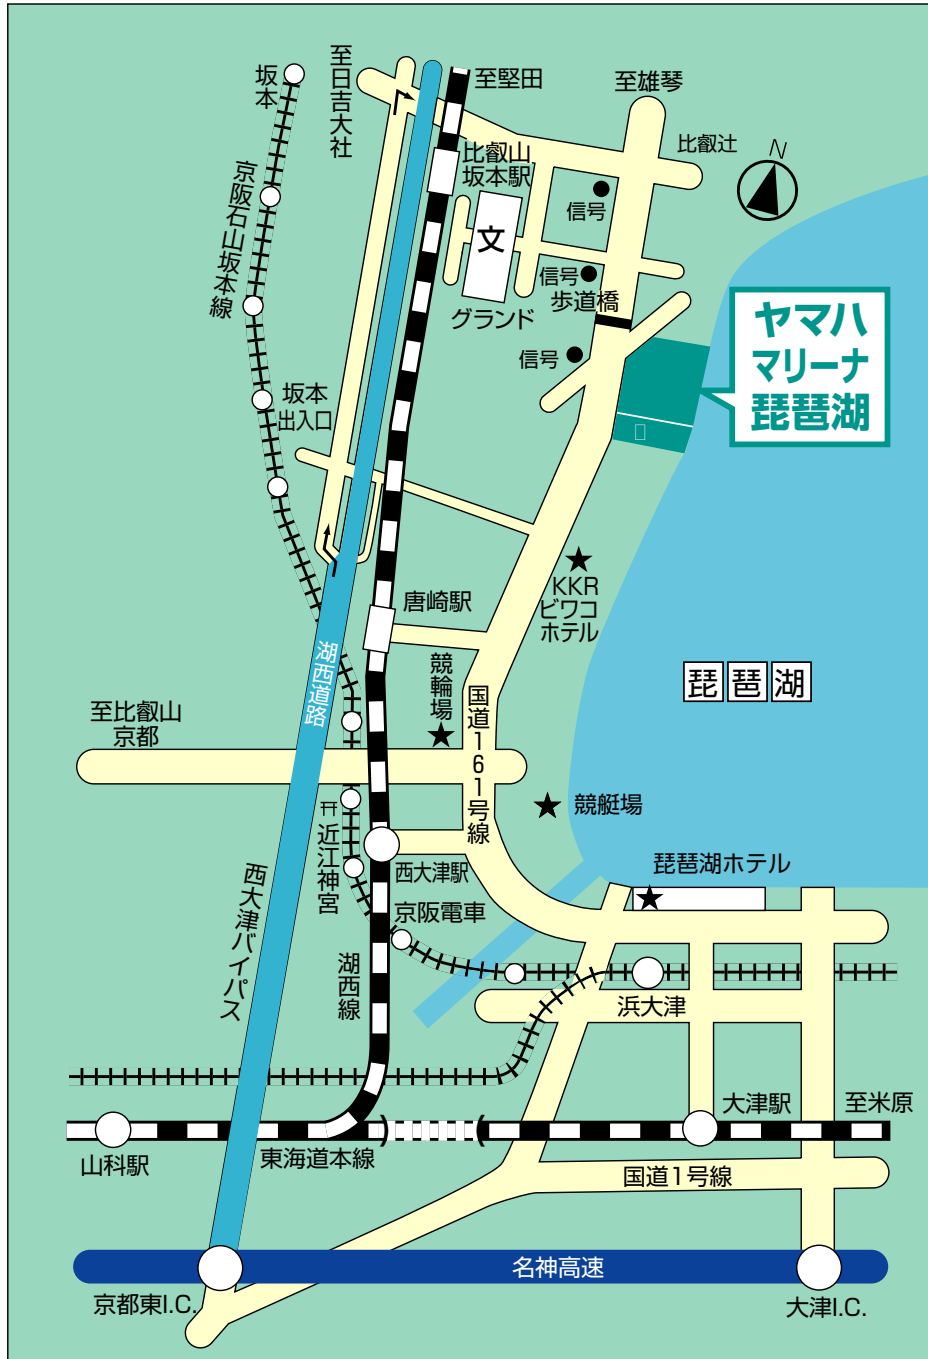 坂本
至日吉大社
至堅田
至雄琴
比叡辻
N
比叡山
坂本駅
京阪石山坂本線
信号
文
信号
歩道橋
グランド
信号
ヤマハ
マリーナ
琵琶湖
坂本
出入口
KKR
ビワコ
ホテル
唐崎駅
湖西道路
競輪場
琵琶湖
国道161号線
至比叡山
京都
競艇場
近江神宮
西大津駅
琵琶湖ホテル
西大津バイパス
京阪電車
湖西線
浜大津
大津駅
至米原
山科駅
東海道本線
国道1号線
名神高速
京都東I.C.
大津I.C.